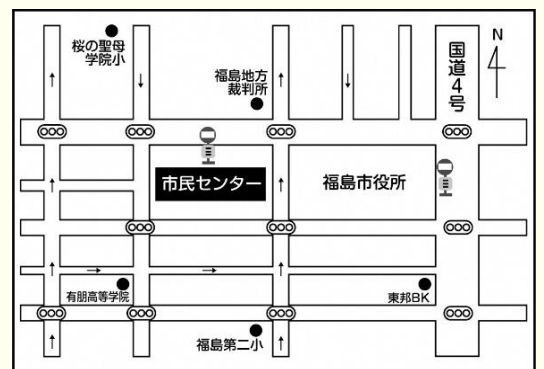 桜の聖母
学院小
福島地方
裁判所
国道4号
N
市民センター
福島市役所
有朋高等学院
東邦BK
福島第二小